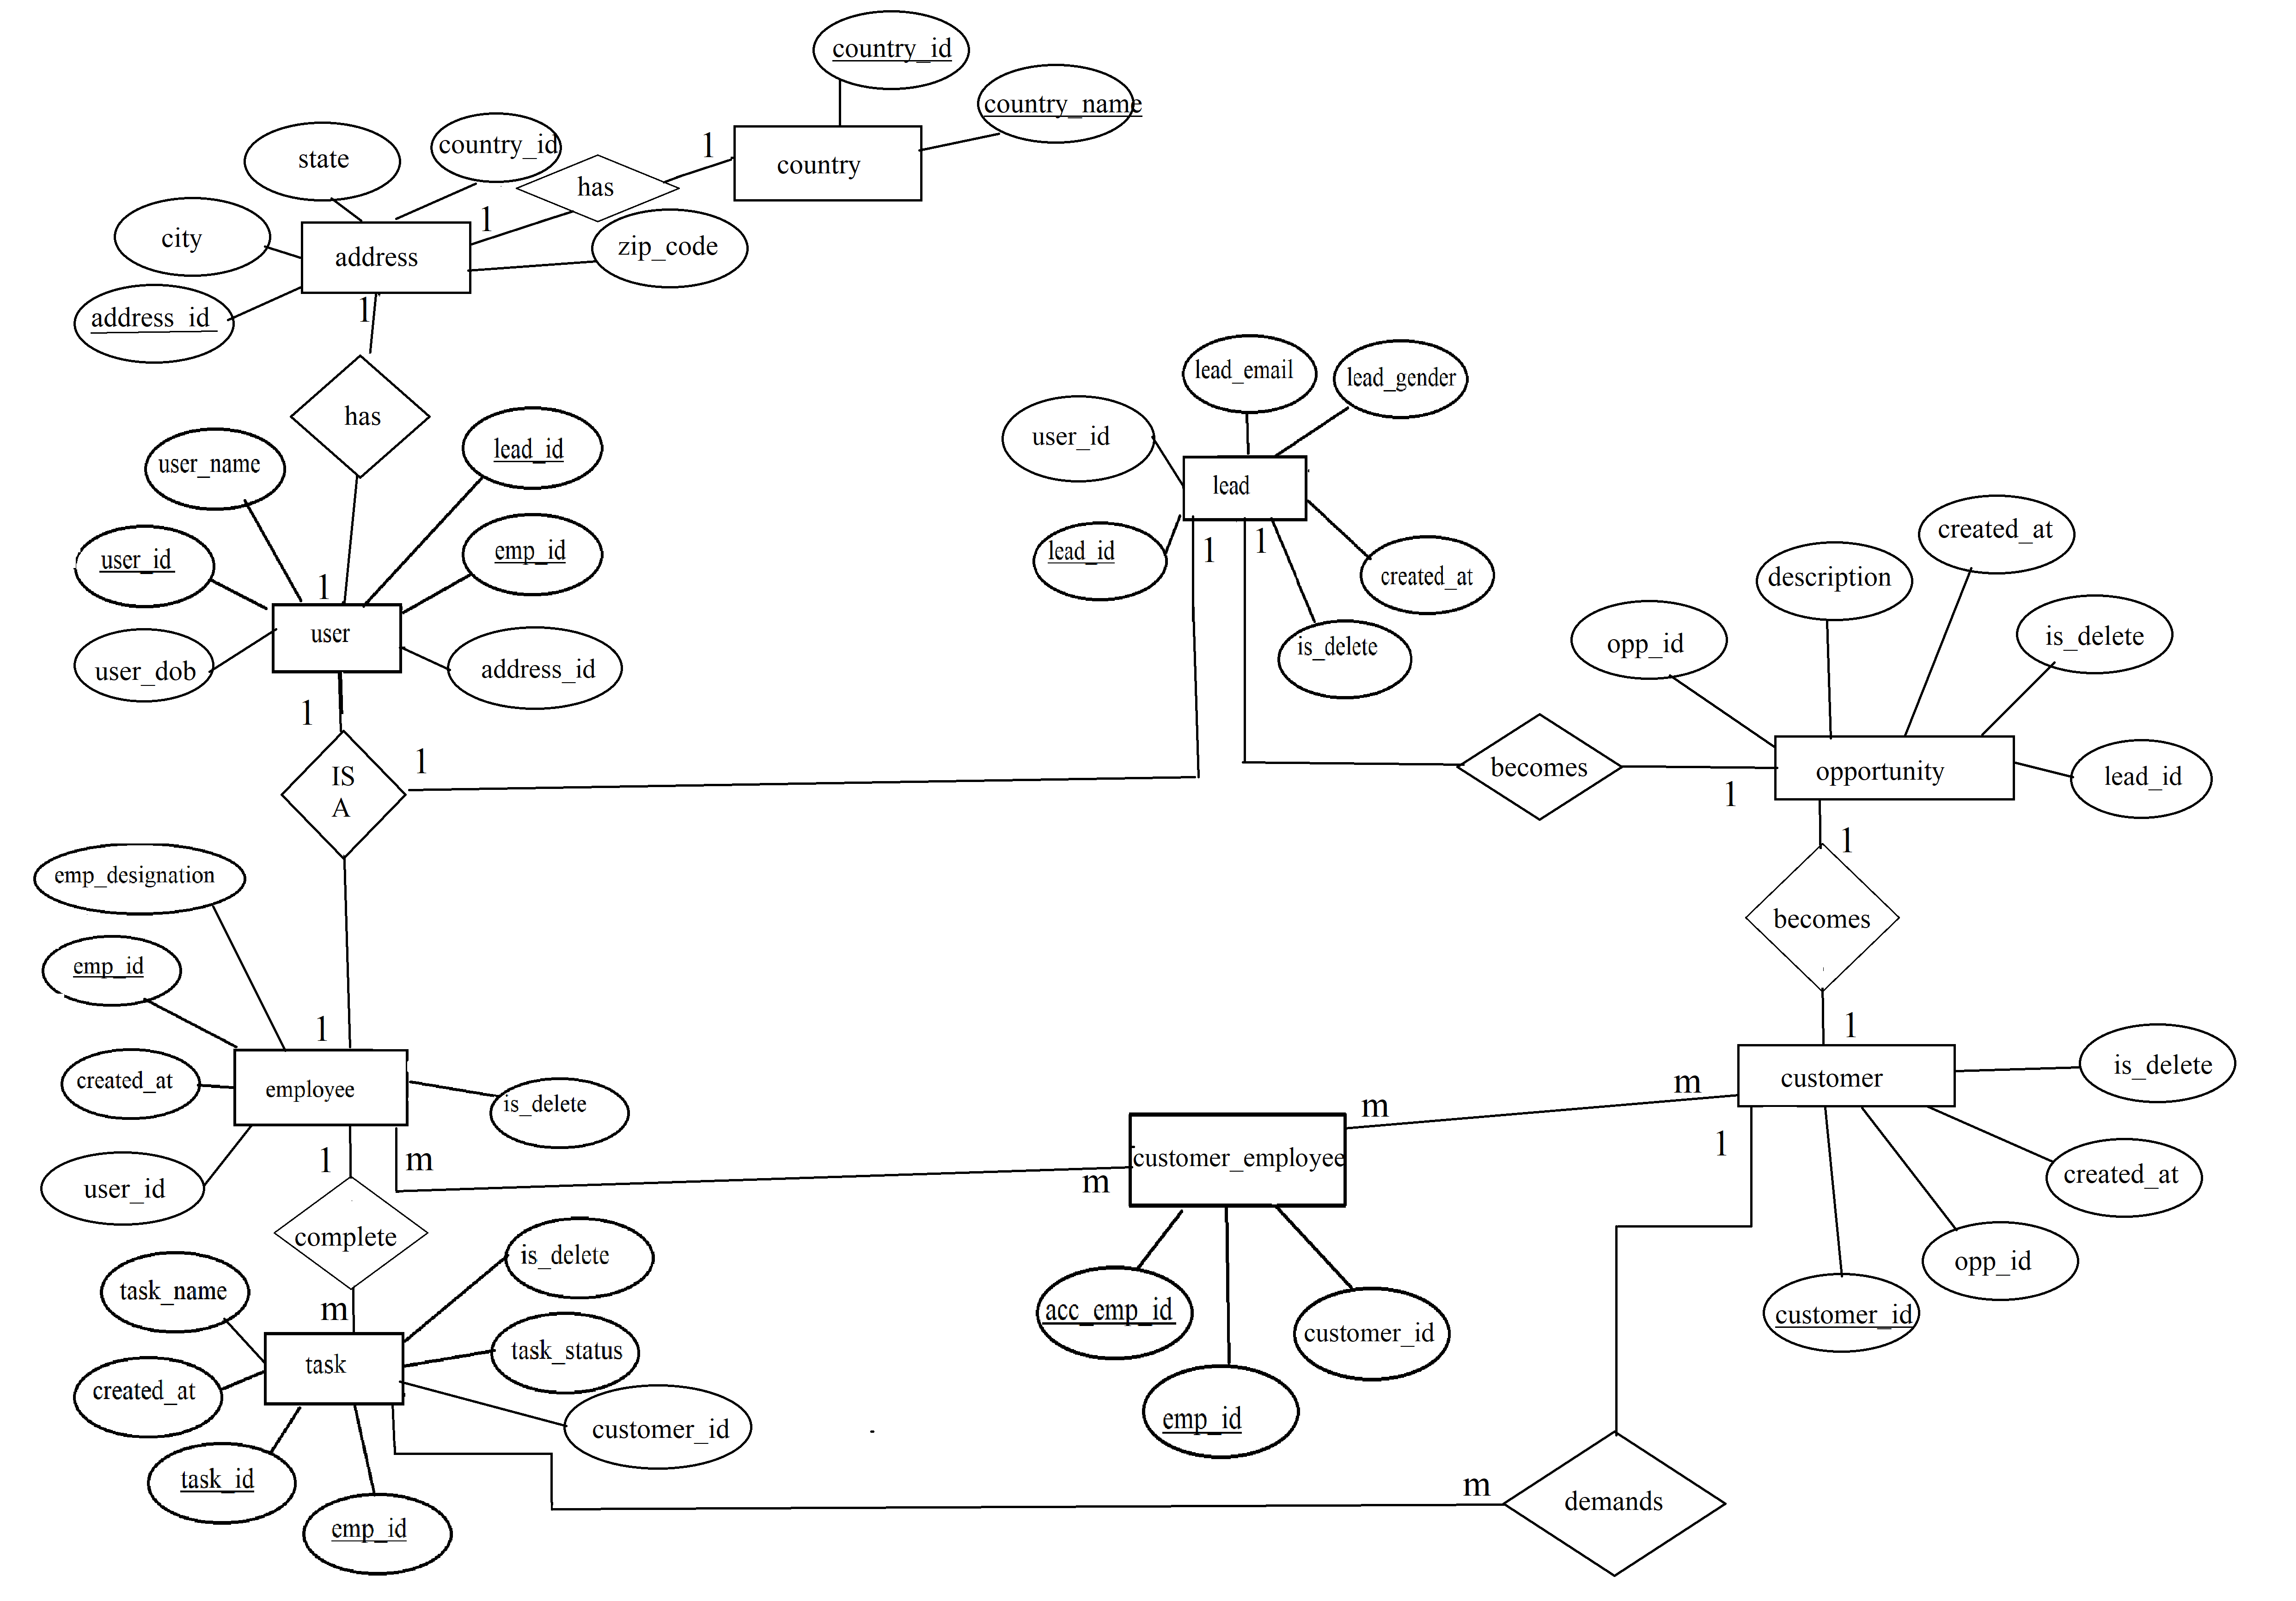 country_id
country_name
country
1
has
country_id
state
1
city
address
zip_code
address_id
1
has
user_name
lead_id
user_id
emp_id
1
user
user_dob
address_id
1
IS
A
1
lead_email
lead_gender
user_id
lead
lead_id
1
1
created_at
is_delete
created_at
description
opp_id
is_delete
becomes
1
opportunity
lead_id
1
becomes
1
emp_designation
emp_id
1
created_at
employee
is_delete
user_id
1
m
complete
m
task_name
is_delete
task
task_status
created_at
customer_id
task_id
emp_id
m
m
m
customer_employee
acc_emp_id
customer_id
emp_id
customer
is_delete
1
created_at
opp_id
customer_id
m
demands